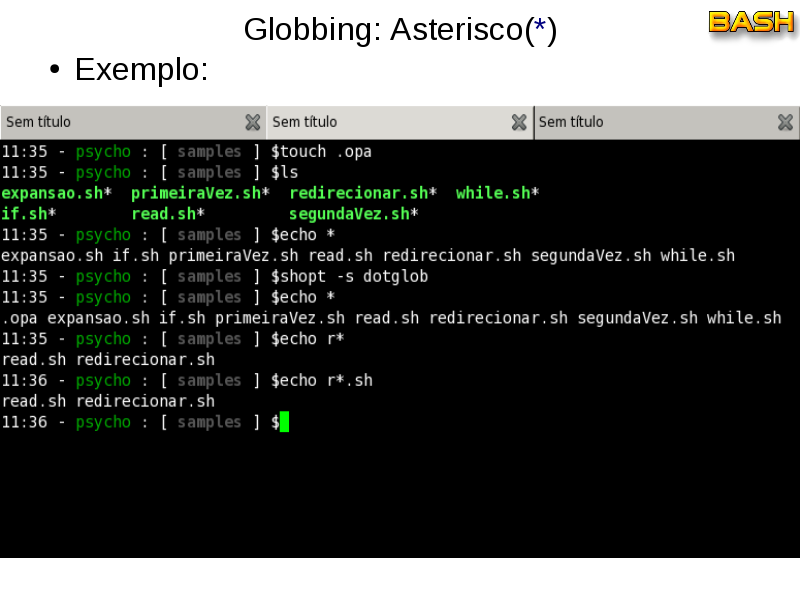 Globbing: Asterisco(*)
BASH
• Exemplo:
Sem título Sem título Sem título
11:35 - psycho : [ samples ] $touch .opa
11:35 - psycho : [ samples ] $ls
expansao.sh*  primeiraVez.sh*  redirecionar.sh*  while.sh*
if.sh*        read.sh*         segundaVez.sh*
11:35 - psycho : [ samples ] $echo *
expansao.sh if.sh primeiraVez.sh read.sh redirecionar.sh segundaVez.sh while.sh
11:35 - psycho : [ samples ] $shopt -s dotglob
11:35 - psycho : [ samples ] $echo *
.opa expansao.sh if.sh primeiraVez.sh read.sh redirecionar.sh segundaVez.sh while.sh
11:35 - psycho : [ samples ] $echo r*
read.sh redirecionar.sh
11:36 - psycho : [ samples ] $echo r*.sh
read.sh redirecionar.sh
11:36 - psycho : [ samples ] $